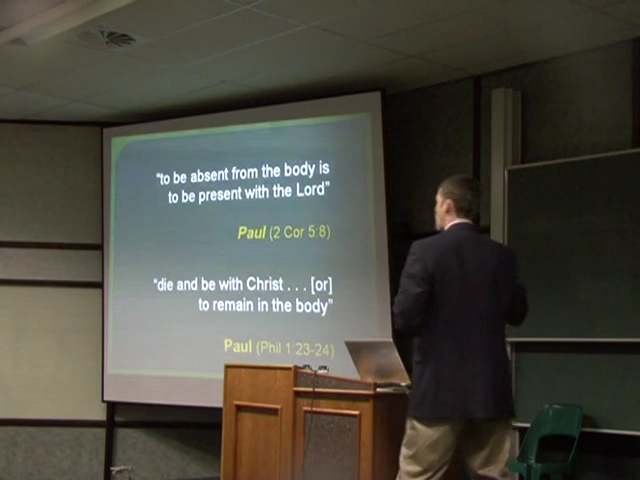 “to be absent from the body is
to be present with the Lord”
Paul (2 Cor 5:8)
“die and be with Christ . . . [or]
to remain in the body”
Paul (Phil 1:23-24)